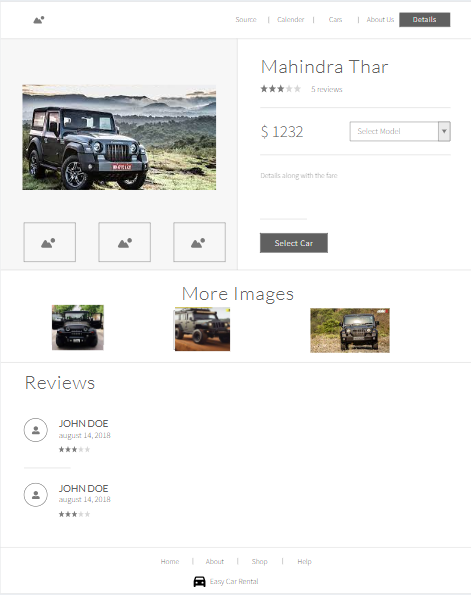 Source | Calender | Cars | About Us Details
Mahindra Thar
5 reviews
$ 1232 Select Model
Details along with the fare
Select Car
More Images
Reviews
JOHN DOE
august 14, 2018
JOHN DOE
august 14, 2018
Home | About | Shop | Help
Easy Car Rental